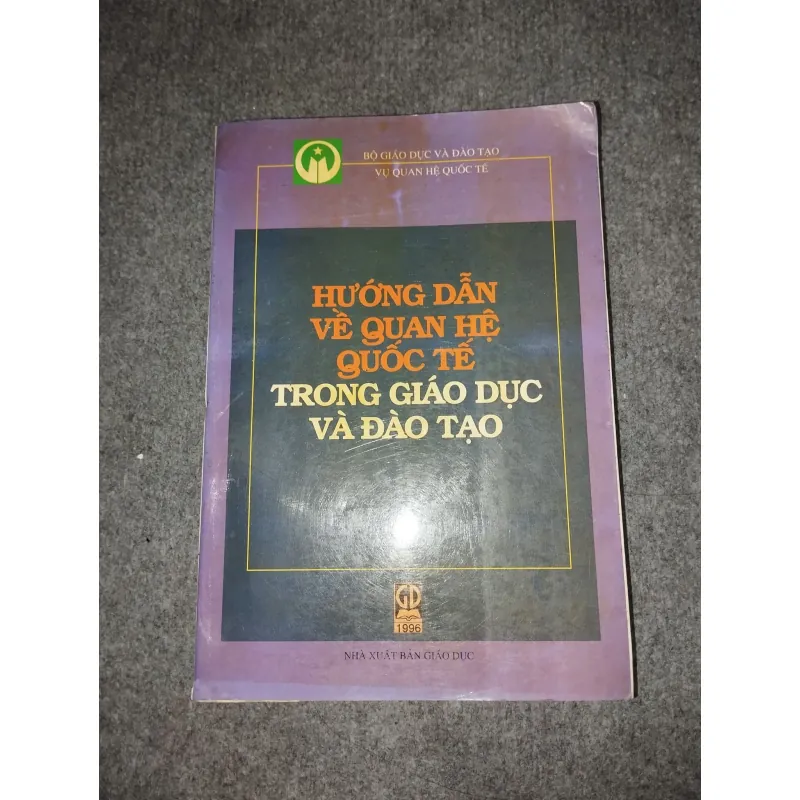 BỘ GIÁO DỤC VÀ ĐÀO TẠO
VỤ QUAN HỆ QUỐC TẾ
HƯỚNG DẪN
VỀ QUAN HỆ
QUỐC TẾ
TRONG GIÁO DỤC
VÀ ĐÀO TẠO
GD
1996
NHÀ XUẤT BẢN GIÁO DỤC